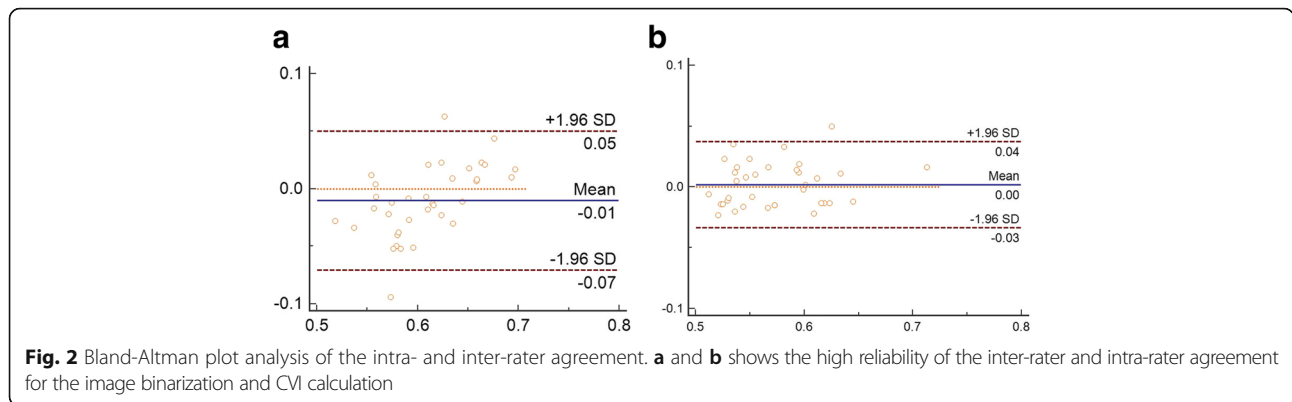 a
0.1
0.0
-0.1
0.5
0.6
0.7
0.8
+1.96 SD
0.05
Mean
-0.01
-1.96 SD
-0.07
b
0.1
0.0
-0.1
0.5
0.6
0.7
0.8
+1.96 SD
0.04
Mean
0.00
-1.96 SD
-0.03
Fig. 2 Bland-Altman plot analysis of the intra- and inter-rater agreement. a and b shows the high reliability of the inter-rater and intra-rater agreement
for the image binarization and CVI calculation